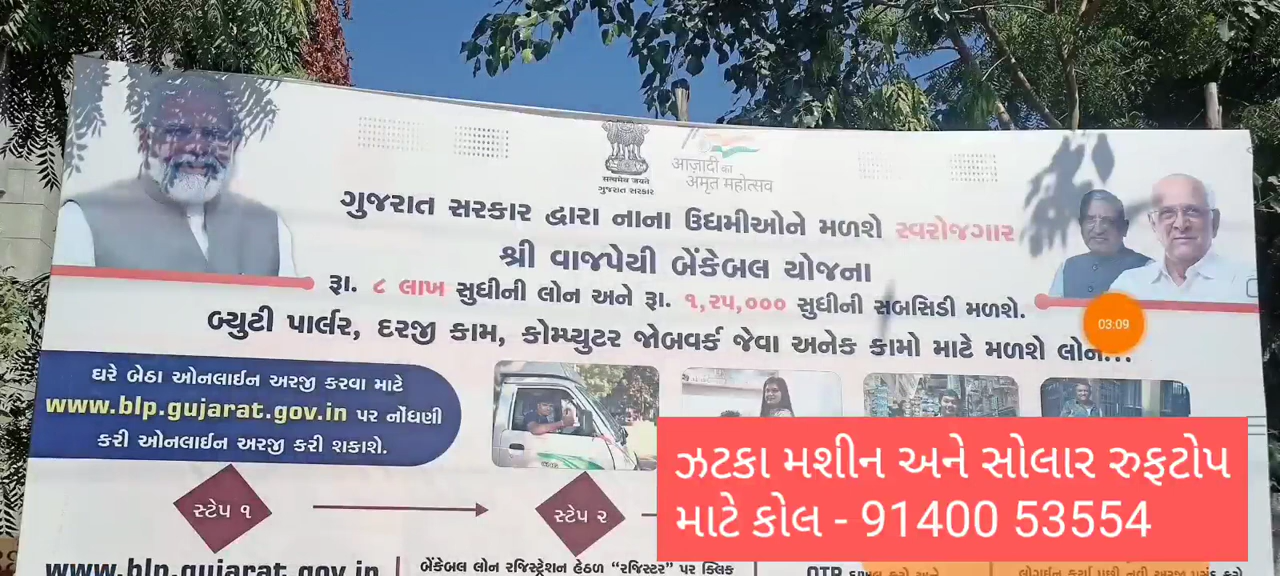 सत्यमेव जयते
ગુજરાત સરકાર
आज़ादी का
अमृत महोत्सव
ગુજરાત સરકાર દ્વારા નાના ઉદ્યમીઓને મળશે સ્વરોજગાર
શ્રી વાજપેયી બેંકેબલ યોજના
રૂા. ૮ લાખ સુધીની લોન અને રૂા. ૧,૨૫,૦૦૦ સુધીની સબસિડી મળશે.
બ્યુટી પાર્લર, દરજી કામ, કોમ્પ્યુટર જોબવર્ક જેવા અનેક કામો માટે મળશે લોન...
03:09
ઘરે બેઠા ઓનલાઈન અરજી કરવા માટે
www.blp.gujarat.gov.in પર નોંધણી
કરી ઓનલાઈન અરજી કરી શકાશે.
ઝટકા મશીન અને સોલાર રુફટોપ
માટે કોલ - 91400 53554
સ્ટેપ ૧
સ્ટેપ ૨
www.blp.gujarat.gov.in
બેંકેબલ લોન રજિસ્ટ્રેશન હેઠળ “રજિસ્ટર” પર ક્લિક
OTP